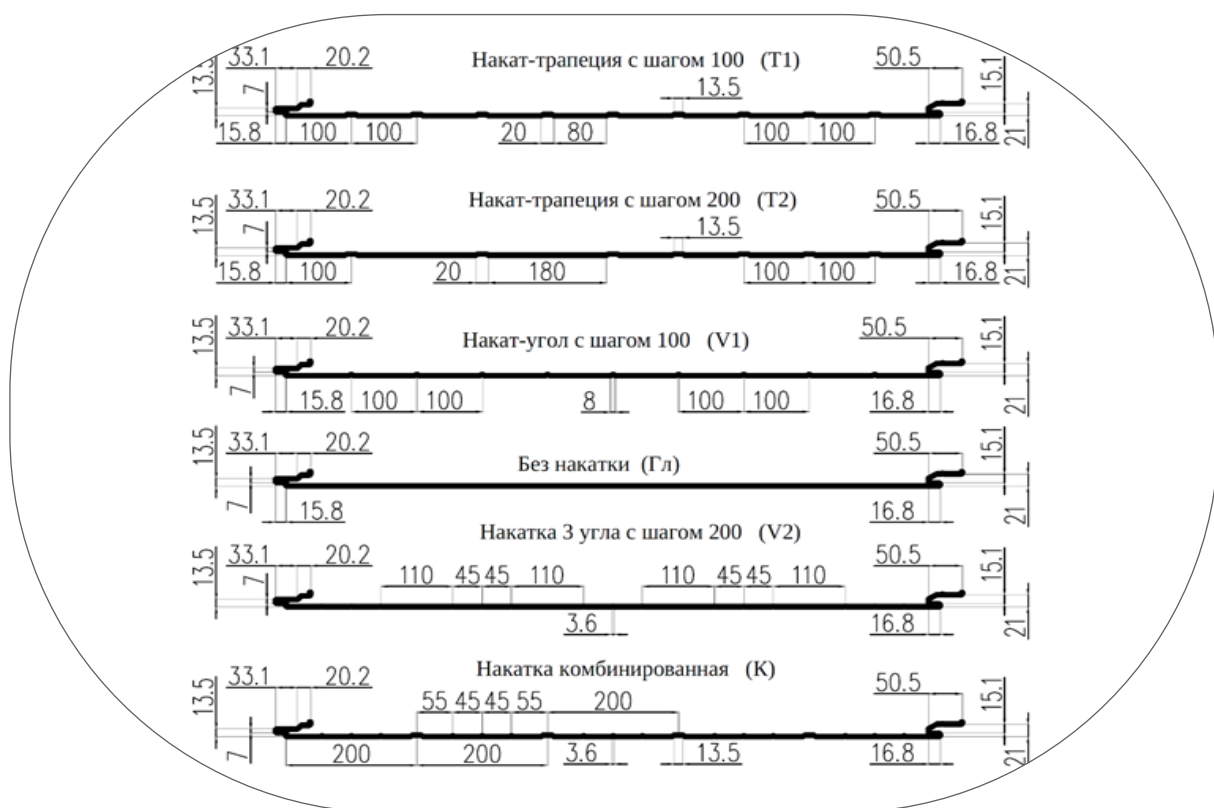 33.1 20.2 Накат-трапеция с шагом 100 (T1) 50.5
13.5 7 13.5 15.1
15.8 100 100 20 80 100 100 16.8 21
Накат-трапеция с шагом 200 (T2)
33.1 20.2 50.5
13.5 7 13.5 15.1
15.8 100 20 180 100 100 16.8 21
33.1 20.2 Накат-угол с шагом 100 (V1) 50.5
13.5 15.1
7 15.8 100 100 8 100 100 16.8 21
33.1 20.2 50.5
13.5 Без накатки (Гл) 15.1
7 15.8 16.8 21
Накатка 3 угла с шагом 200 (V2)
33.1 20.2 50.5
13.5 7 110 45 45 110 110 45 45 110 15.1
3.6 16.8 21
Накатка комбинированная (K)
33.1 20.2 50.5
13.5 55 45 45 55 200 15.1
7 200 200 3.6 13.5 16.8 21